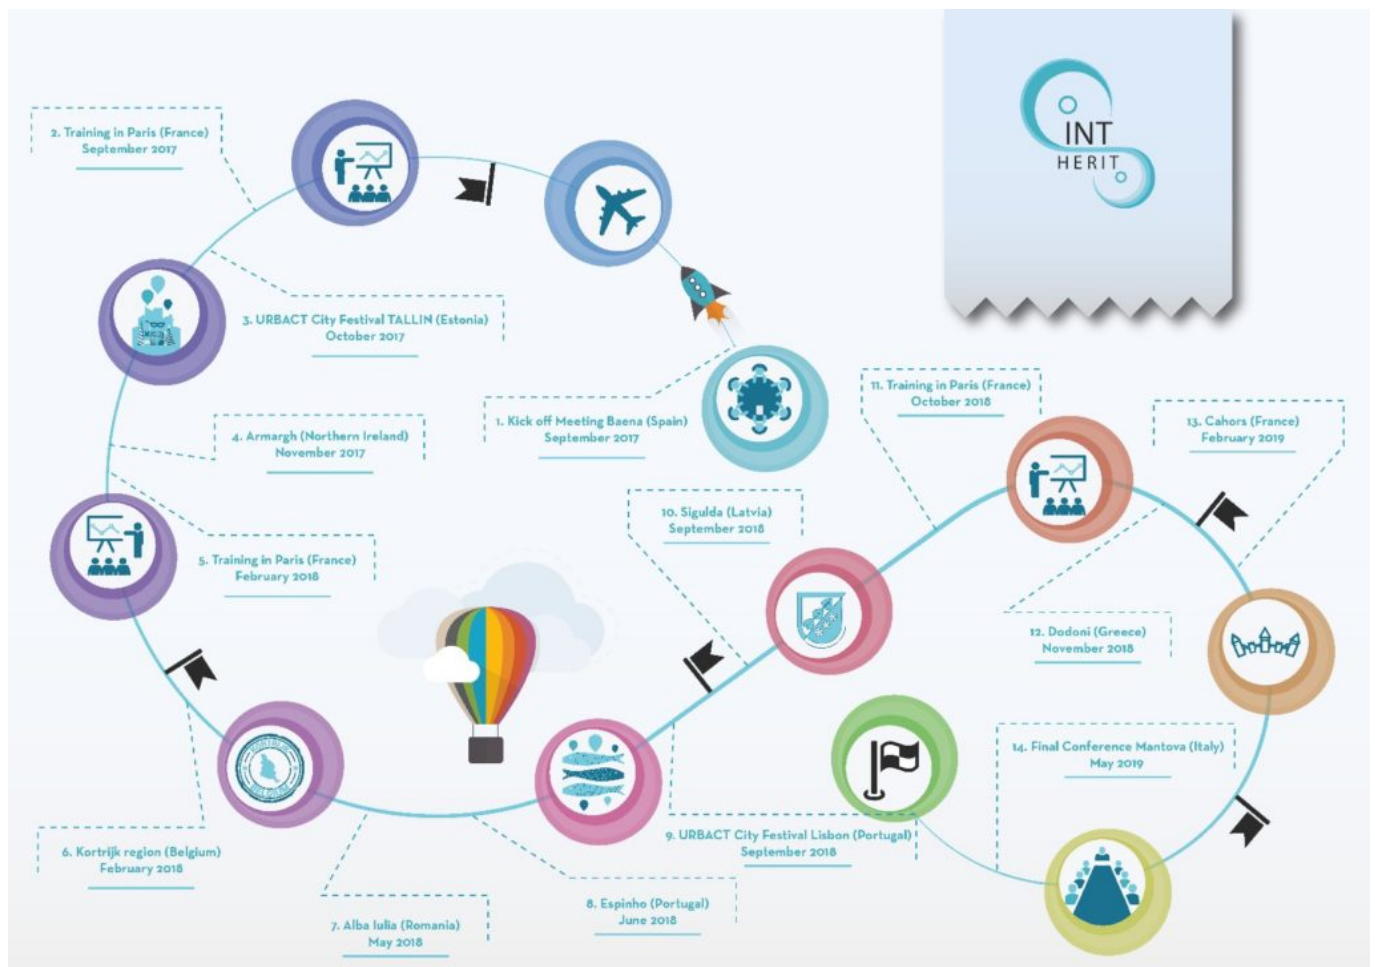 INT
HERIT
1. Kick off Meeting Baena (Spain)
September 2017
2. Training in Paris (France)
September 2017
3. URBACT City Festival TALLIN (Estonia)
October 2017
4. Armargh (Northern Ireland)
November 2017
5. Training in Paris (France)
February 2018
6. Kortrijk region (Belgium)
February 2018
7. Alba Iulia (Romania)
May 2018
8. Espinho (Portugal)
June 2018
9. URBACT City Festival Lisbon (Portugal)
September 2018
10. Sigulda (Latvia)
September 2018
11. Training in Paris (France)
October 2018
12. Dodoni (Greece)
November 2018
13. Cahors (France)
February 2019
14. Final Conference Mantova (Italy)
May 2019